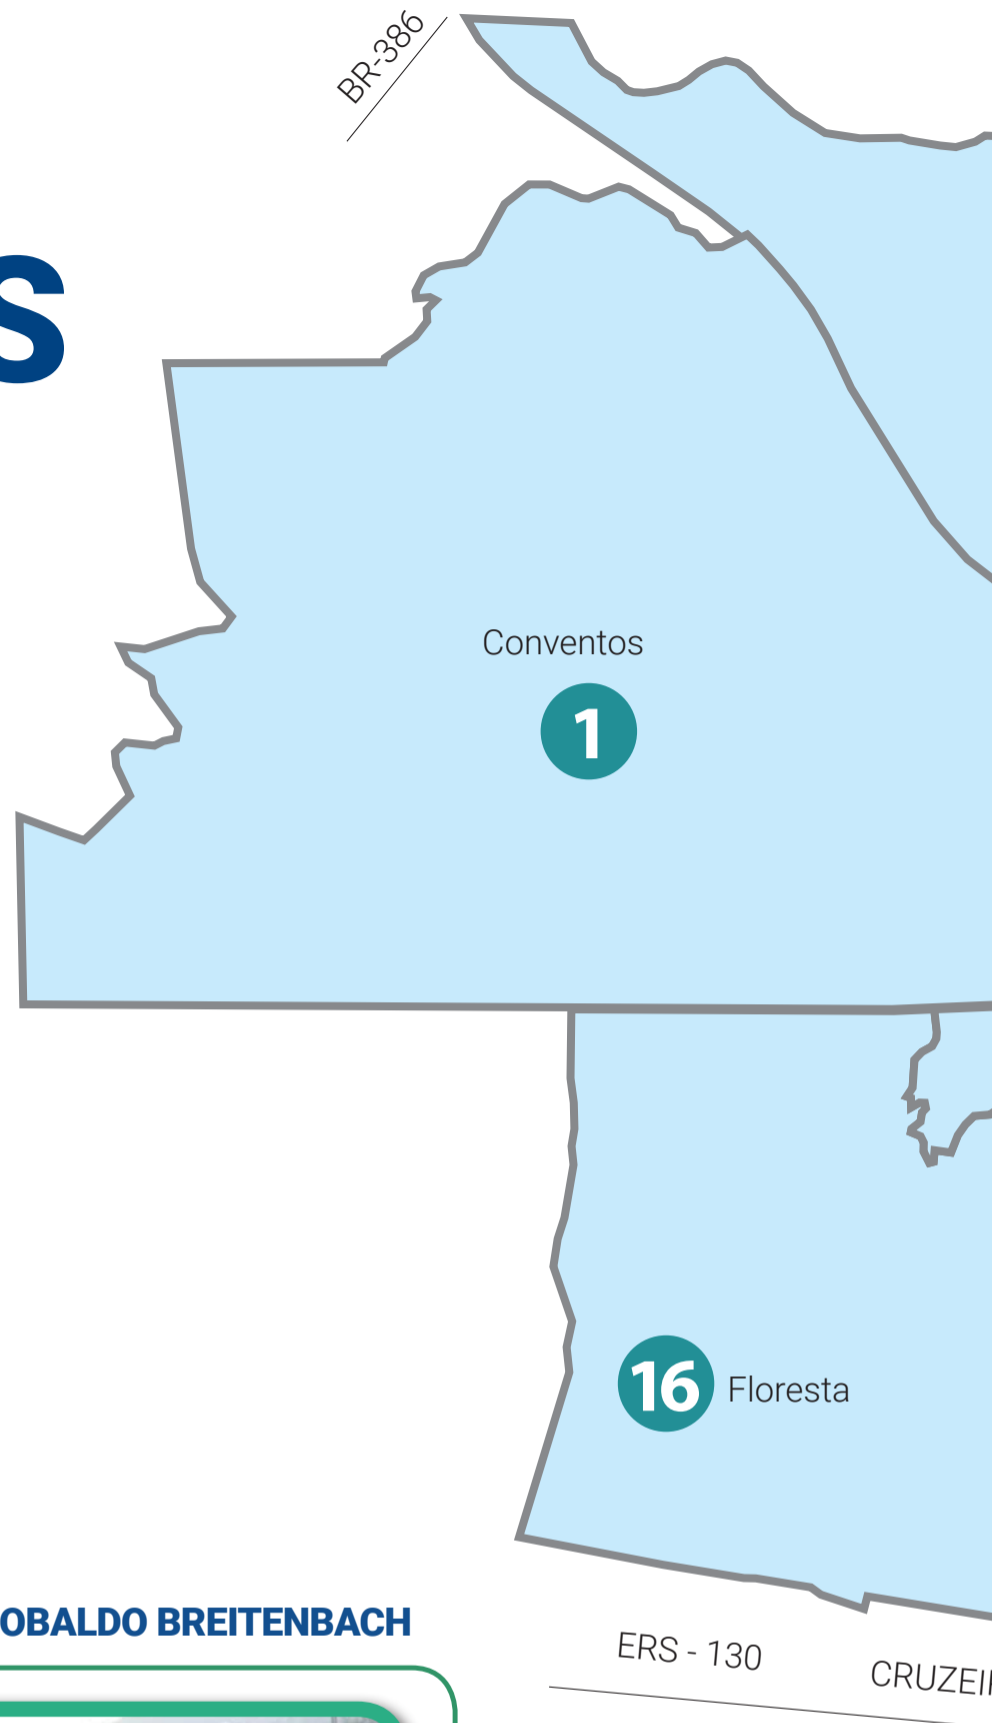 BR-386
S
Conventos
1
16 Floresta
OBALDO BREITENBACH
ERS - 130